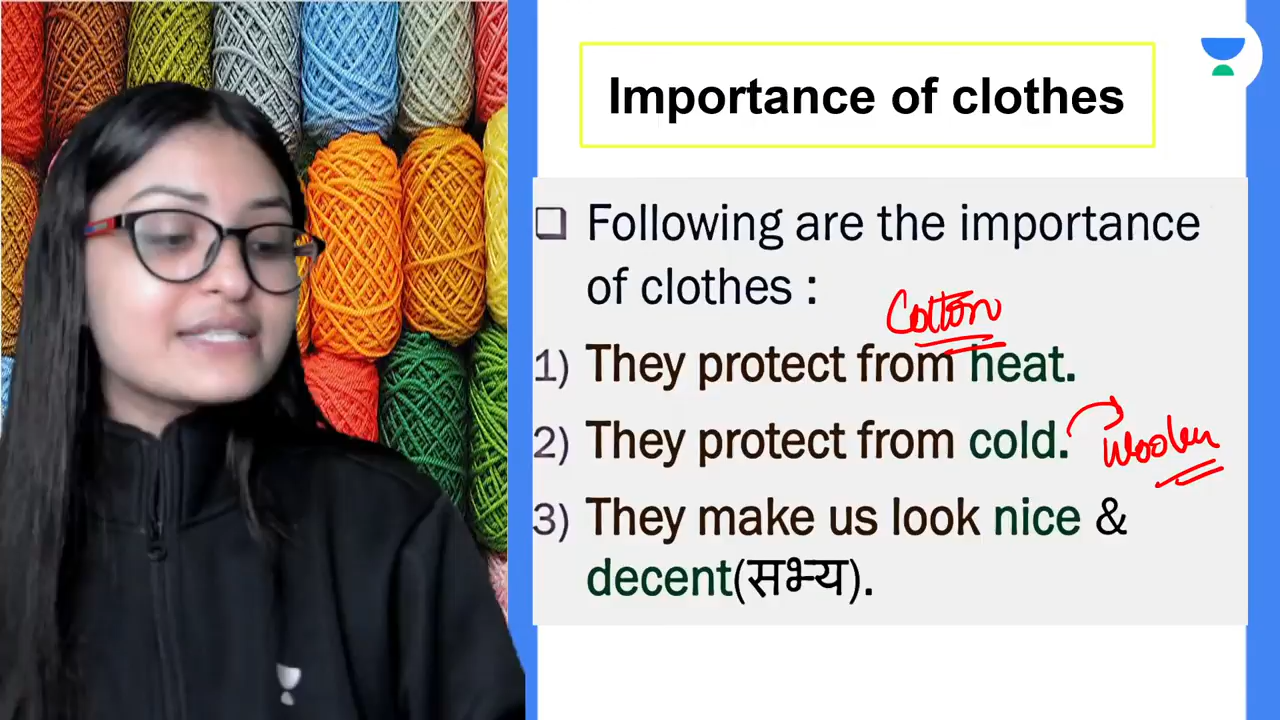 Importance of clothes
❑ Following are the importance
of clothes :
Cotton
1) They protect from heat.
2) They protect from cold.
Woolen
3) They make us look nice &
decent(सभ्य).